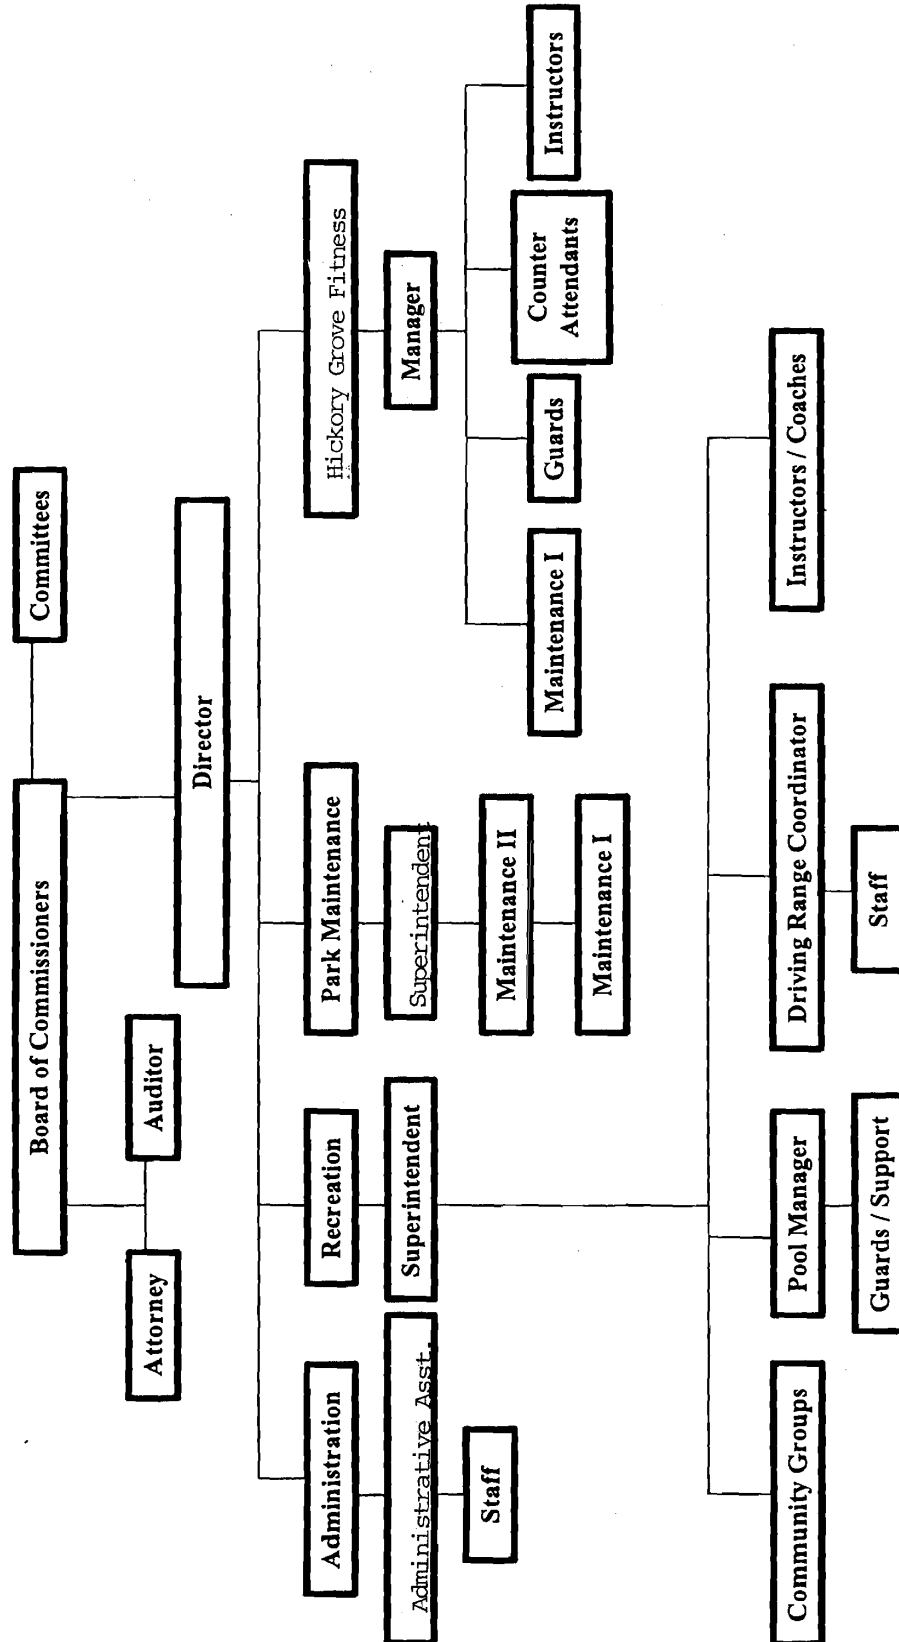 Board of Commissioners
Committees
Attorney
Auditor
Director
Administration
Recreation
Park Maintenance
Hickory Grove Fitness
Administrative Asst.
Superintendent
Superintendent
Manager
Staff
Maintenance II
Maintenance I
Maintenance I
Guards
Counter
Attendants
Instructors
Community Groups
Pool Manager
Driving Range Coordinator
Instructors / Coaches
Guards / Support
Staff